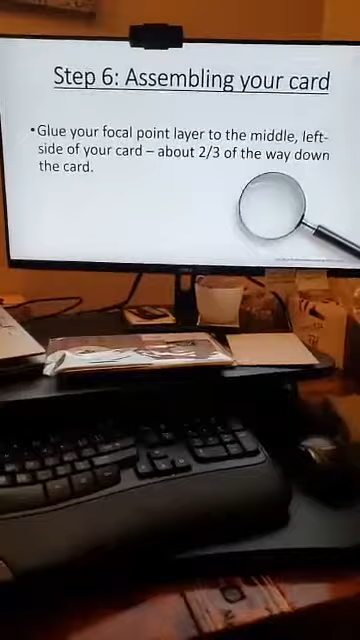 Step 6: Assembling your card
•Glue your focal point layer to the middle, left-
side of your card – about 2/3 of the way down
the card.